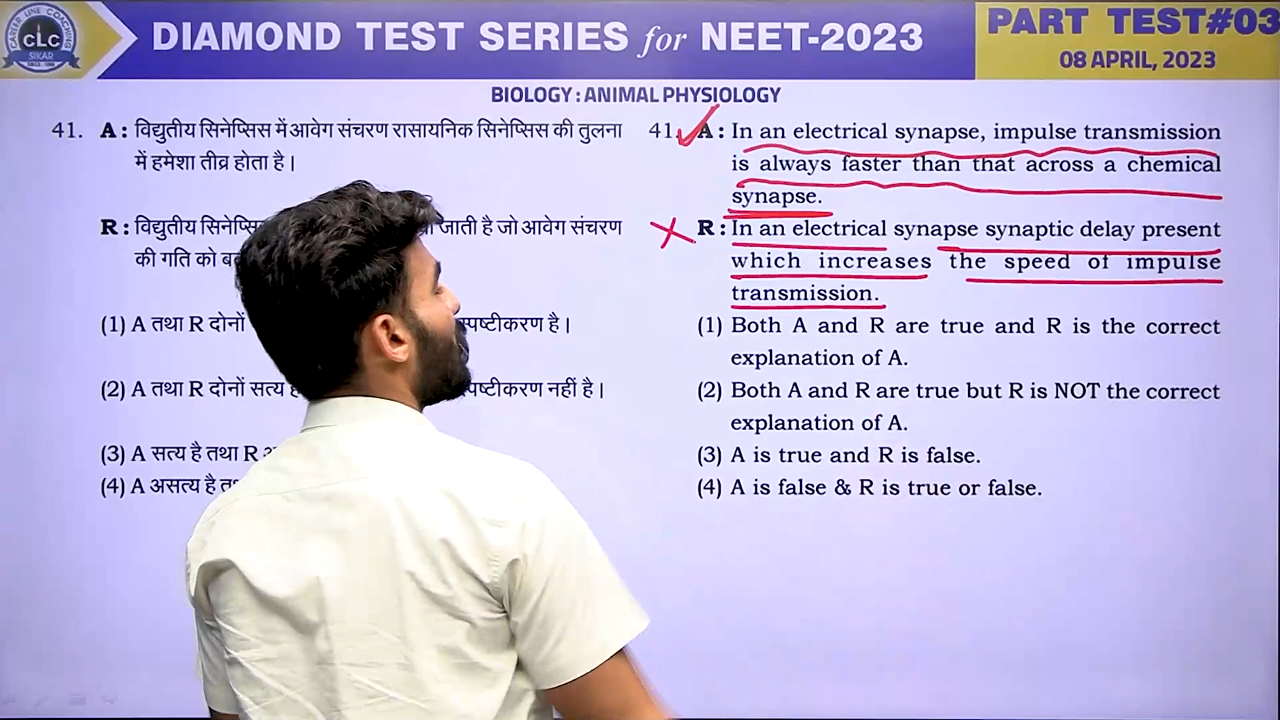 CAREER LINE COACHING
CLC
SIKAR
DIAMOND TEST SERIES for NEET-2023
PART TEST#03
08 APRIL, 2023
BIOLOGY : ANIMAL PHYSIOLOGY
41. A : विद्युतीय सिनेप्सिस में आवेग संचरण रासायनिक सिनेप्सिस की तुलना
में हमेशा तीव्र होता है।
R : विद्युतीय जाती है जो आवेग संचरण
की गति को
(1) A तथा R दोनों स्पष्टीकरण है।
(2) A तथा R दोनों सत्य स्पष्टीकरण नहीं है।
(3) A सत्य है तथा R
(4) A असत्य है
41. A : In an electrical synapse, impulse transmission
is always faster than that across a chemical
synapse.
R : In an electrical synapse synaptic delay present
which increases the speed of impulse
transmission.
(1) Both A and R are true and R is the correct
explanation of A.
(2) Both A and R are true but R is NOT the correct
explanation of A.
(3) A is true and R is false.
(4) A is false & R is true or false.